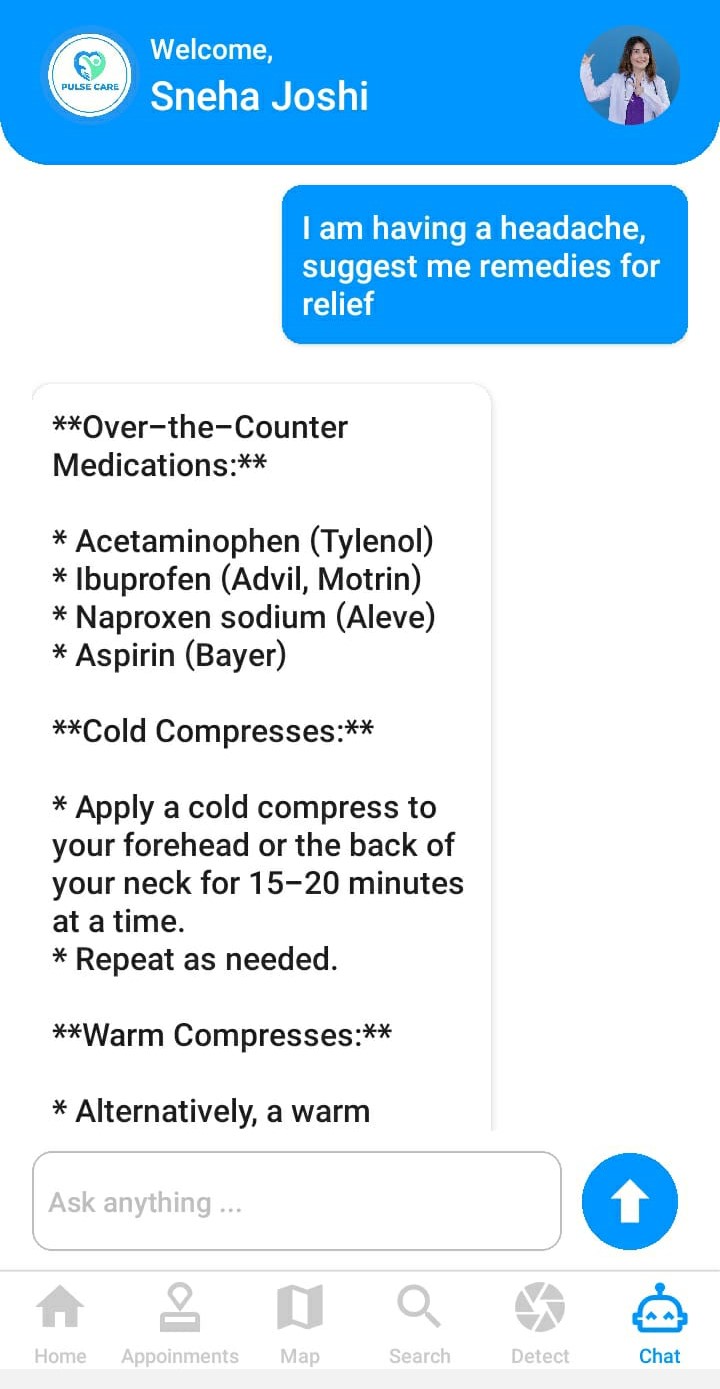 PULSE CARE
Welcome,
Sneha Joshi
I am having a headache,
suggest me remedies for
relief
**Over-the-Counter
Medications:**
* Acetaminophen (Tylenol)
* Ibuprofen (Advil, Motrin)
* Naproxen sodium (Aleve)
* Aspirin (Bayer)
**Cold Compresses:**
* Apply a cold compress to
your forehead or the back of
your neck for 15-20 minutes
at a time.
* Repeat as needed.
**Warm Compresses:**
* Alternatively, a warm
Ask anything ...
Home
Appoinments
Map
Search
Detect
Chat